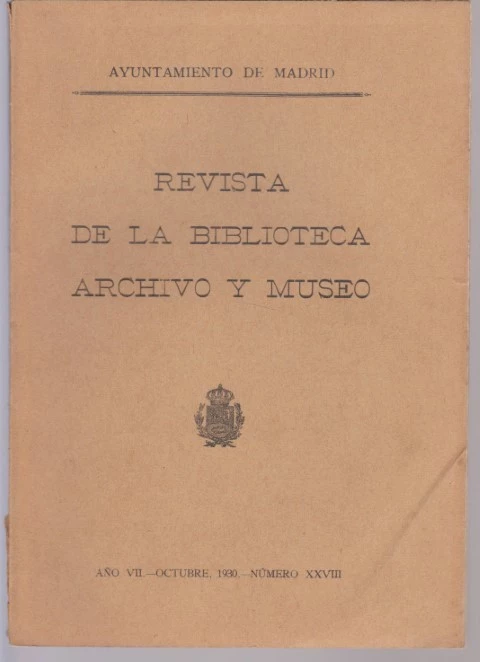 AYUNTAMIENTO DE MADRID
REVISTA
DE LA BIBLIOTECA
ARCHIVO Y MUSEO
AÑO VII.—OCTUBRE, 1930.—NÚMERO XXVIII